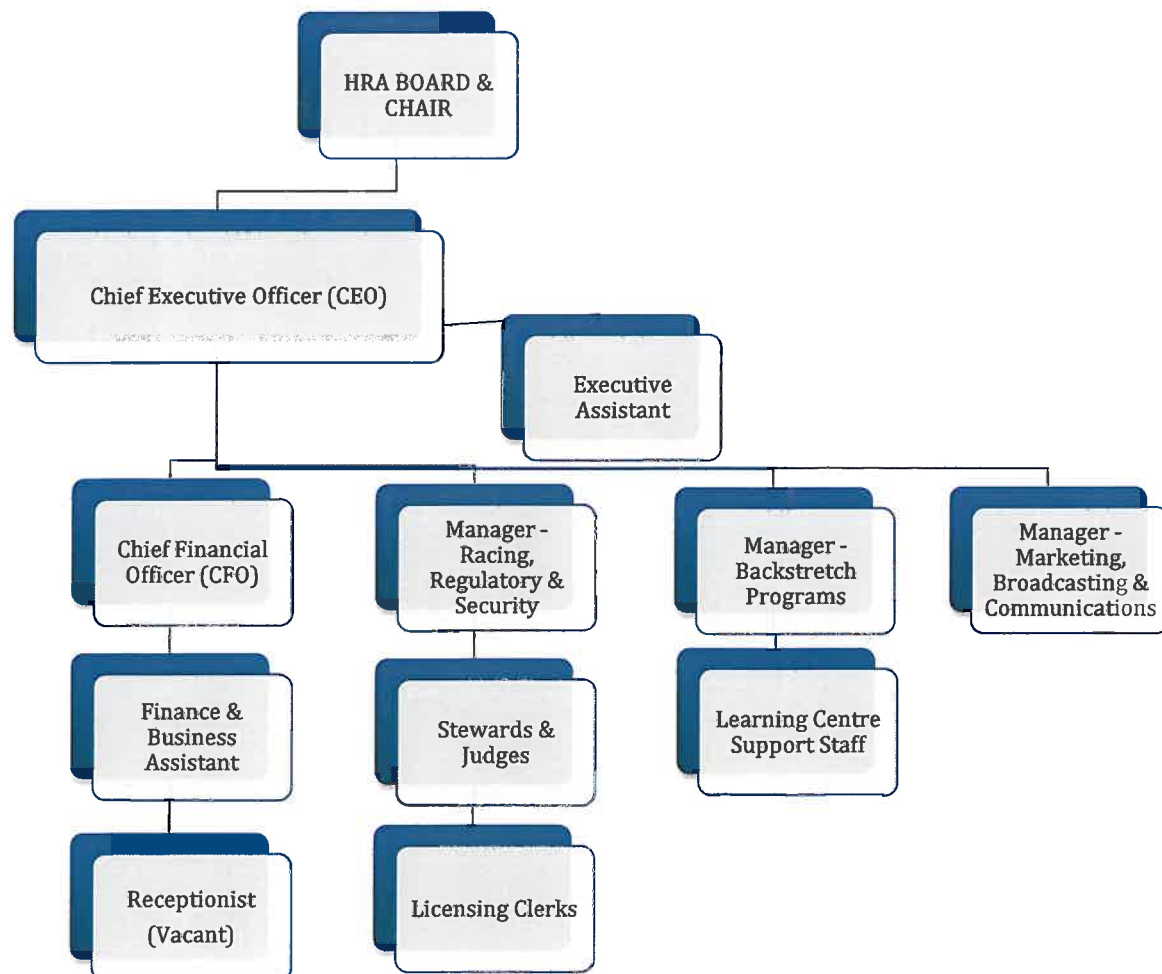 HRA BOARD &
CHAIR
Chief Executive Officer (CEO)
Executive
Assistant
Chief Financial
Officer (CFO)
Manager -
Racing,
Regulatory &
Security
Manager -
Backstretch
Programs
Manager -
Marketing,
Broadcasting &
Communications
Finance &
Business
Assistant
Stewards &
Judges
Learning Centre
Support Staff
Receptionist
(Vacant)
Licensing Clerks